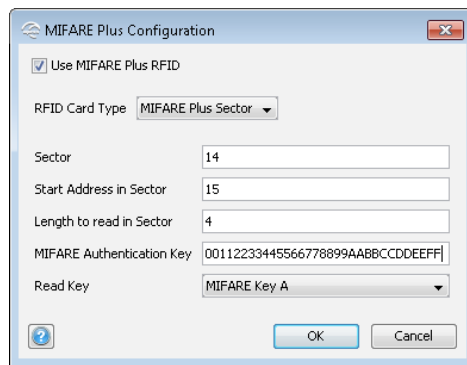 MIFARE Plus Configuration
Use MIFARE Plus RFID
RFID Card Type MIFARE Plus Sector
Sector 14
Start Address in Sector 15
Length to read in Sector 4
MIFARE Authentication Key 00112233445566778899AABBCCDDEEFF
Read Key MIFARE Key A
? OK Cancel